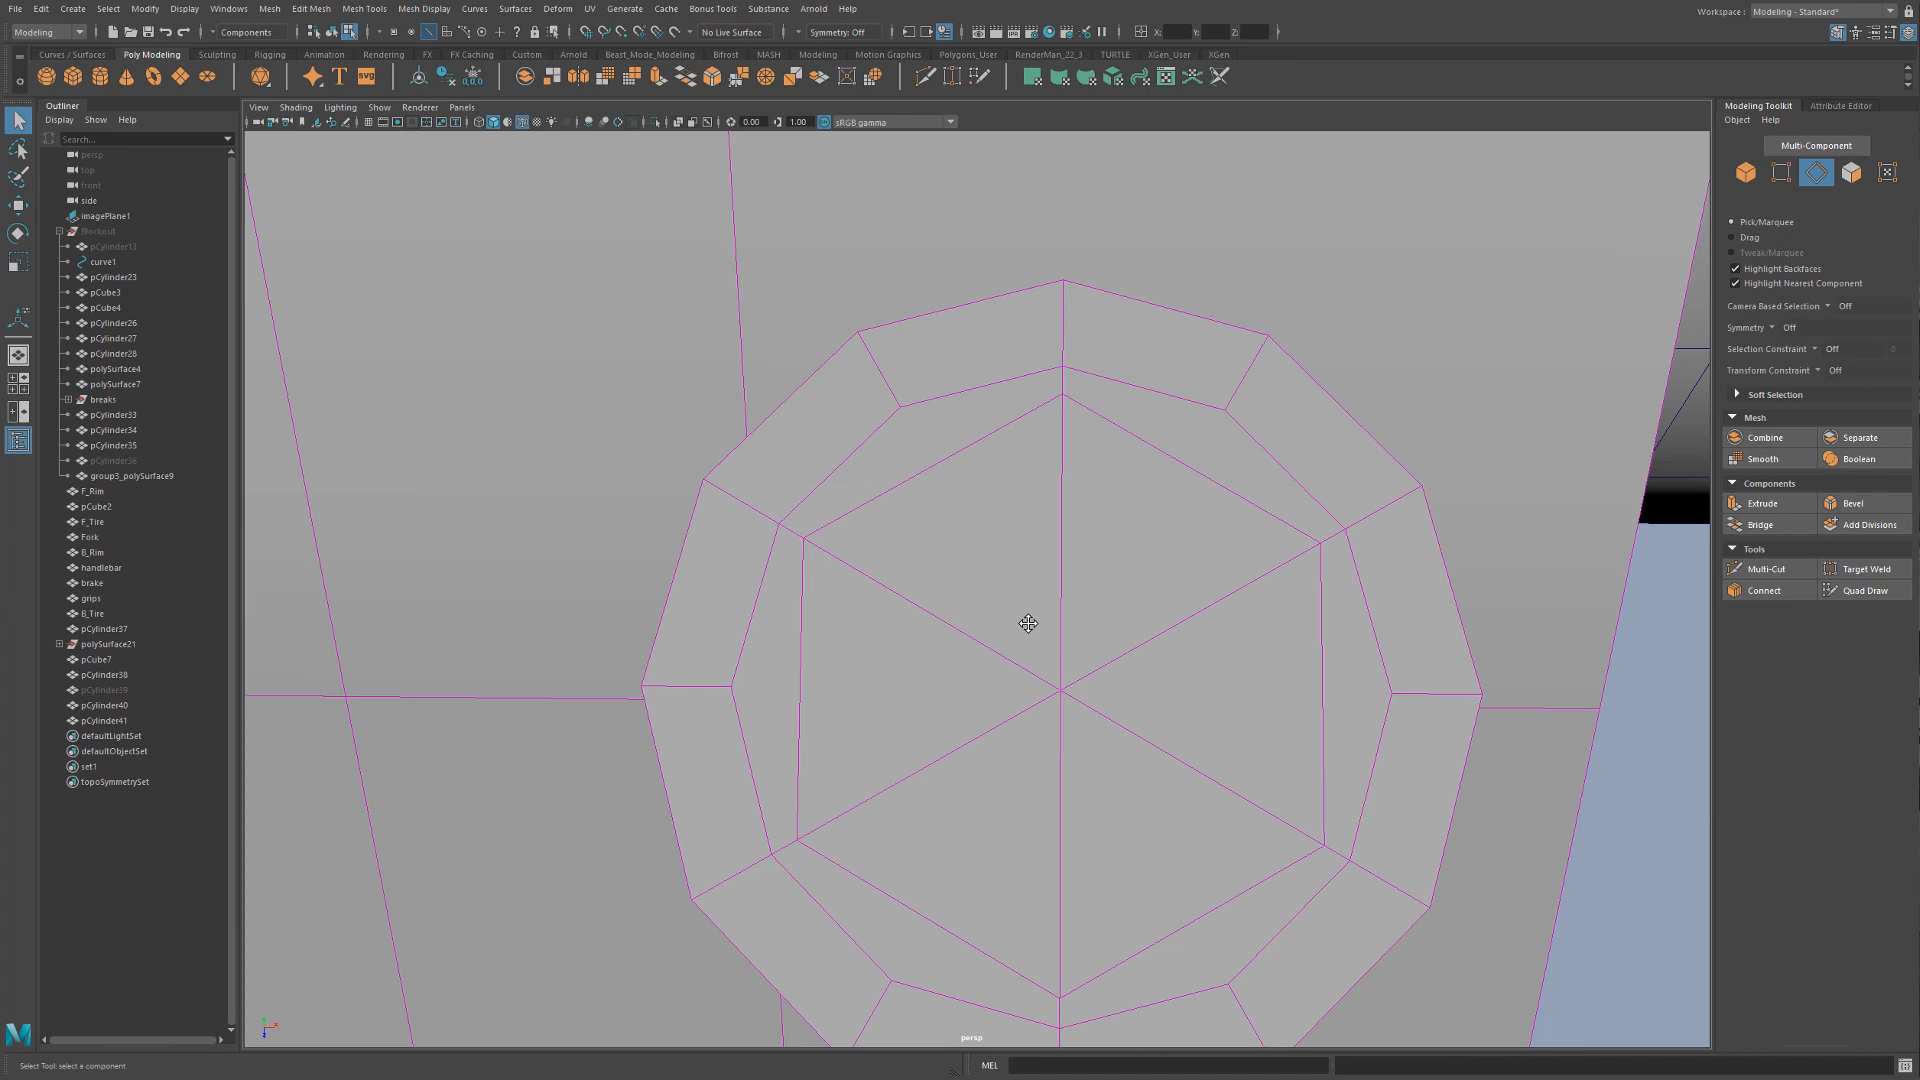 File Edit Create Select Modify Display Windows Mesh Edit Mesh Mesh Tools Mesh Display Curves Surfaces Deform UV Generate Cache Bonus Tools Substance Arnold Help
Workspace : Modeling - Standard*
Modeling Components No Live Surface Symmetry: Off X: Y: Z:
Curves / Surfaces Poly Modeling Sculpting Rigging Animation Rendering FX FX Caching Custom Arnold Beast_Mode_Modeling Bifrost MASH Modeling Motion Graphics Polygons_User RenderMan_22_3 TURTLE XGen_User XGen
Outliner
Display Show Help
Search...
persp
top
front
side
imagePlane1
Blockout
pCylinder13
curve1
pCylinder23
pCube3
pCube4
pCylinder26
pCylinder27
pCylinder28
polySurface4
polySurface7
breaks
pCylinder33
pCylinder34
pCylinder35
pCylinder36
group3_polySurface9
F_Rim
pCube2
F_Tire
Fork
B_Rim
handlebar
brake
grips
B_Tire
pCylinder37
polySurface21
pCube7
pCylinder38
pCylinder39
pCylinder40
pCylinder41
defaultLightSet
defaultObjectSet
set1
topoSymmetrySet
View Shading Lighting Show Renderer Panels
0.00 1.00 sRGB gamma
persp
Modeling Toolkit Attribute Editor
Object Help
Multi-Component
Pick/Marquee
Drag
Tweak/Marquee
Highlight Backfaces
Highlight Nearest Component
Camera Based Selection Off
Symmetry Off
Selection Constraint Off 0
Transform Constraint Off
Soft Selection
Mesh
Combine Separate
Smooth Boolean
Components
Extrude Bevel
Bridge Add Divisions
Tools
Multi-Cut Target Weld
Connect Quad Draw
Select Tool: select a component
MEL